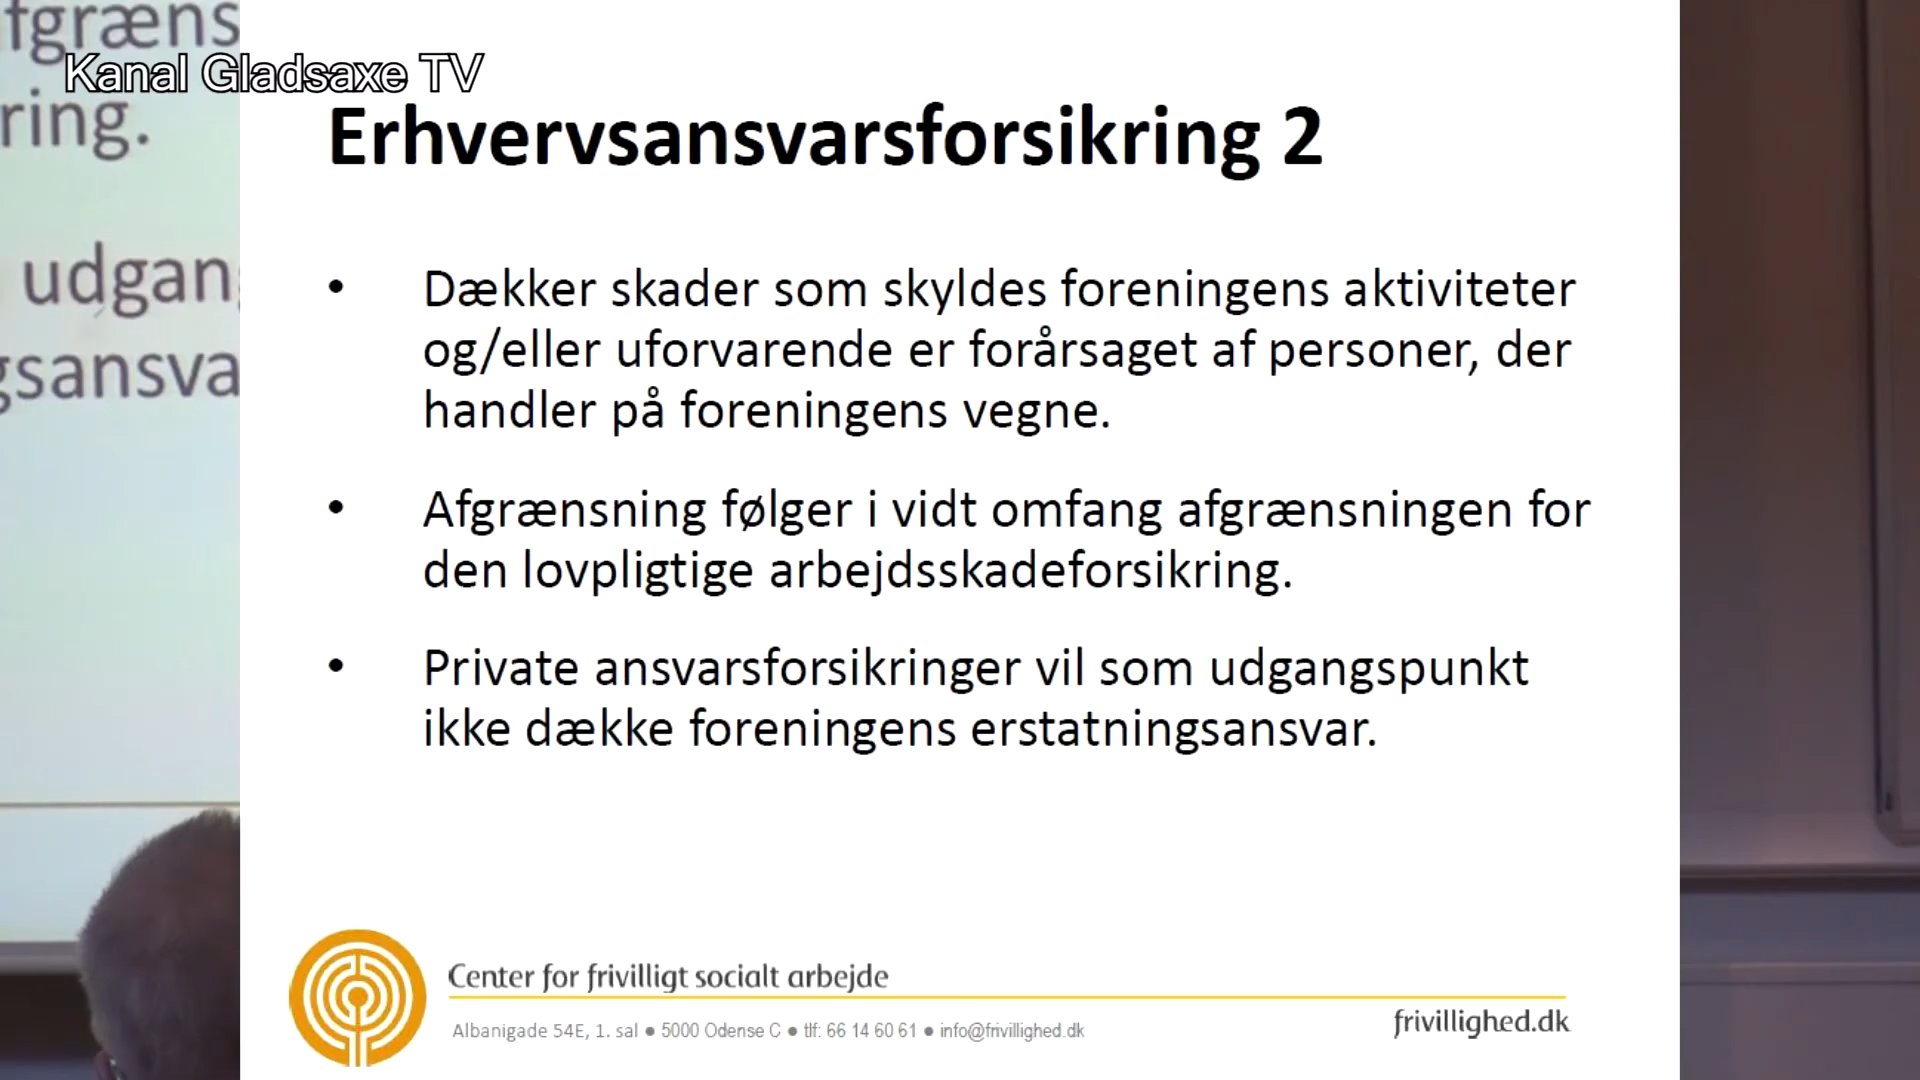 Kanal Gladsaxe TV
Erhvervsansvarsforsikring 2
• Dækker skader som skyldes foreningens aktiviteter
og/eller uforvarende er forårsaget af personer, der
handler på foreningens vegne.
• Afgrænsning følger i vidt omfang afgrænsningen for
den lovpligtige arbejdsskadeforsikring.
• Private ansvarsforsikringer vil som udgangspunkt
ikke dække foreningens erstatningsansvar.
Center for frivilligt socialt arbejde
Albanigade 54E, 1. sal ● 5000 Odense C ● tlf: 66 14 60 61 ● info@frivillighed.dk
frivillighed.dk